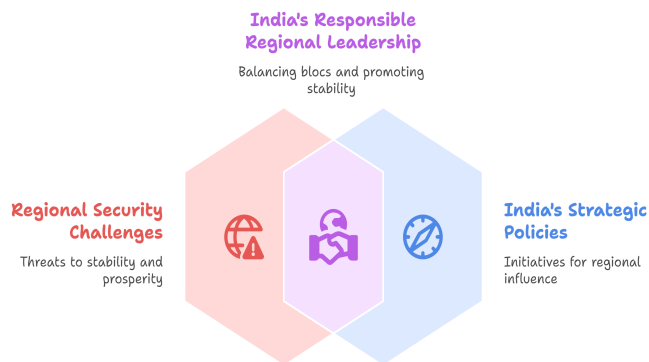 India's Responsible
Regional Leadership
Balancing blocs and promoting
stability
Regional Security
Challenges
Threats to stability and
prosperity
India's Strategic
Policies
Initiatives for regional
influence